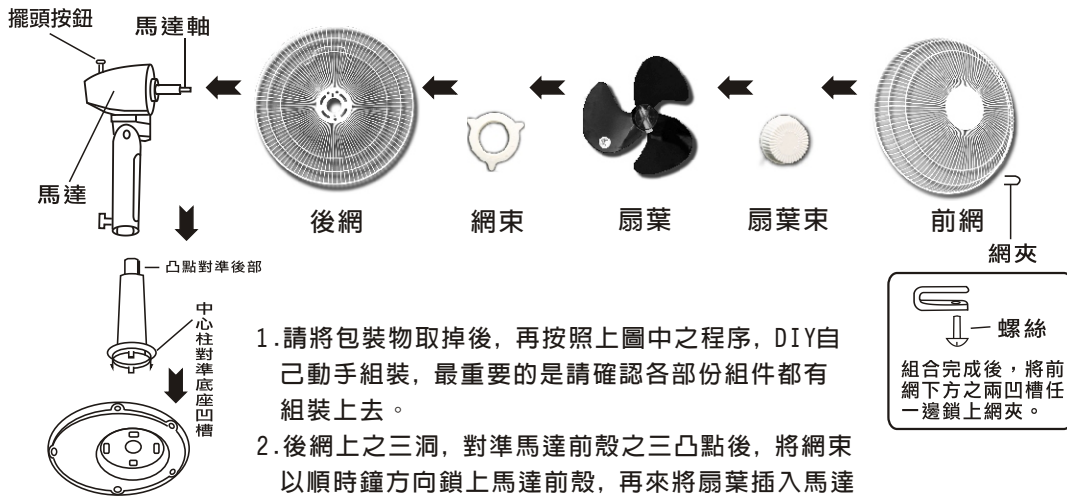 擺頭按鈕
馬達軸
馬達
後網
網束
扇葉
扇葉束
前網
網夾
凸點對準後部
中心柱對準底座凹槽
螺絲
組合完成後，將前
網下方之兩凹槽任
一邊鎖上網夾。
1.請將包裝物取掉後, 再按照上圖中之程序, DIY自
己動手組裝, 最重要的是請確認各部份組件都有
組裝上去。
2.後網上之三洞, 對準馬達前殼之三凸點後, 將網束
以順時鐘方向鎖上馬達前殼, 再來將扇葉插入馬達